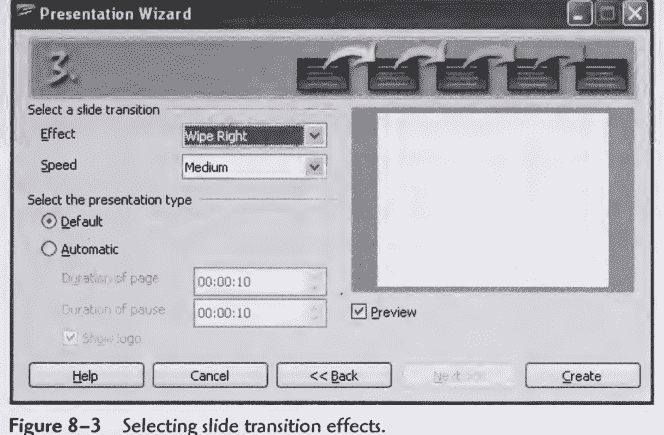 Presentation Wizard
3.
Select a slide transition
Effect
Wipe Right
Speed
Medium
Select the presentation type
Default
Automatic
Duration of page
00:00:10
Duration of pause
00:00:10
Show logo
Preview
Help
Cancel
<< Back
Next >>
Create
Figure 8–3 Selecting slide transition effects.